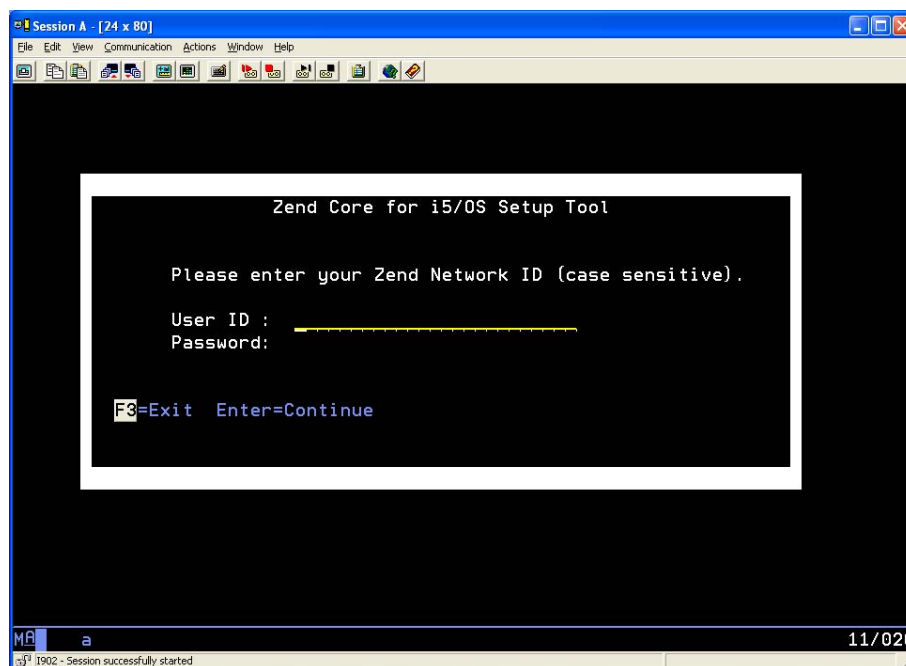 Session A - [24 x 80]
File Edit View Communication Actions Window Help
Zend Core for i5/OS Setup Tool
Please enter your Zend Network ID (case sensitive).
User ID :
Password:
F3=Exit Enter=Continue
MA a 11/020
I902 - Session successfully started